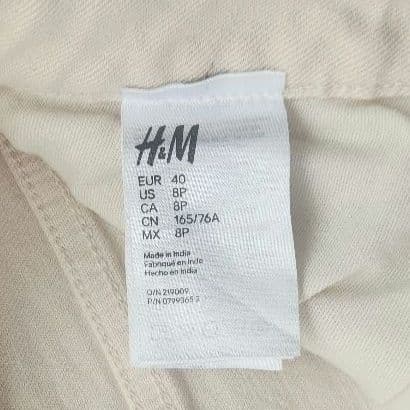 H&M
EUR 40
US 8P
CA 8P
CN 165/76A
MX 8P
Made in India
Fabriqué en Inde
Hecho en India
O/N 219009
P/N 0799365 3